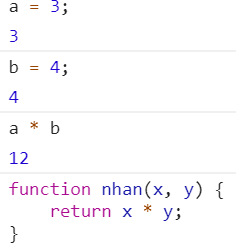 a = 3;
3
b = 4;
4
a * b
12
function nhan(x, y) {
    return x * y;
}